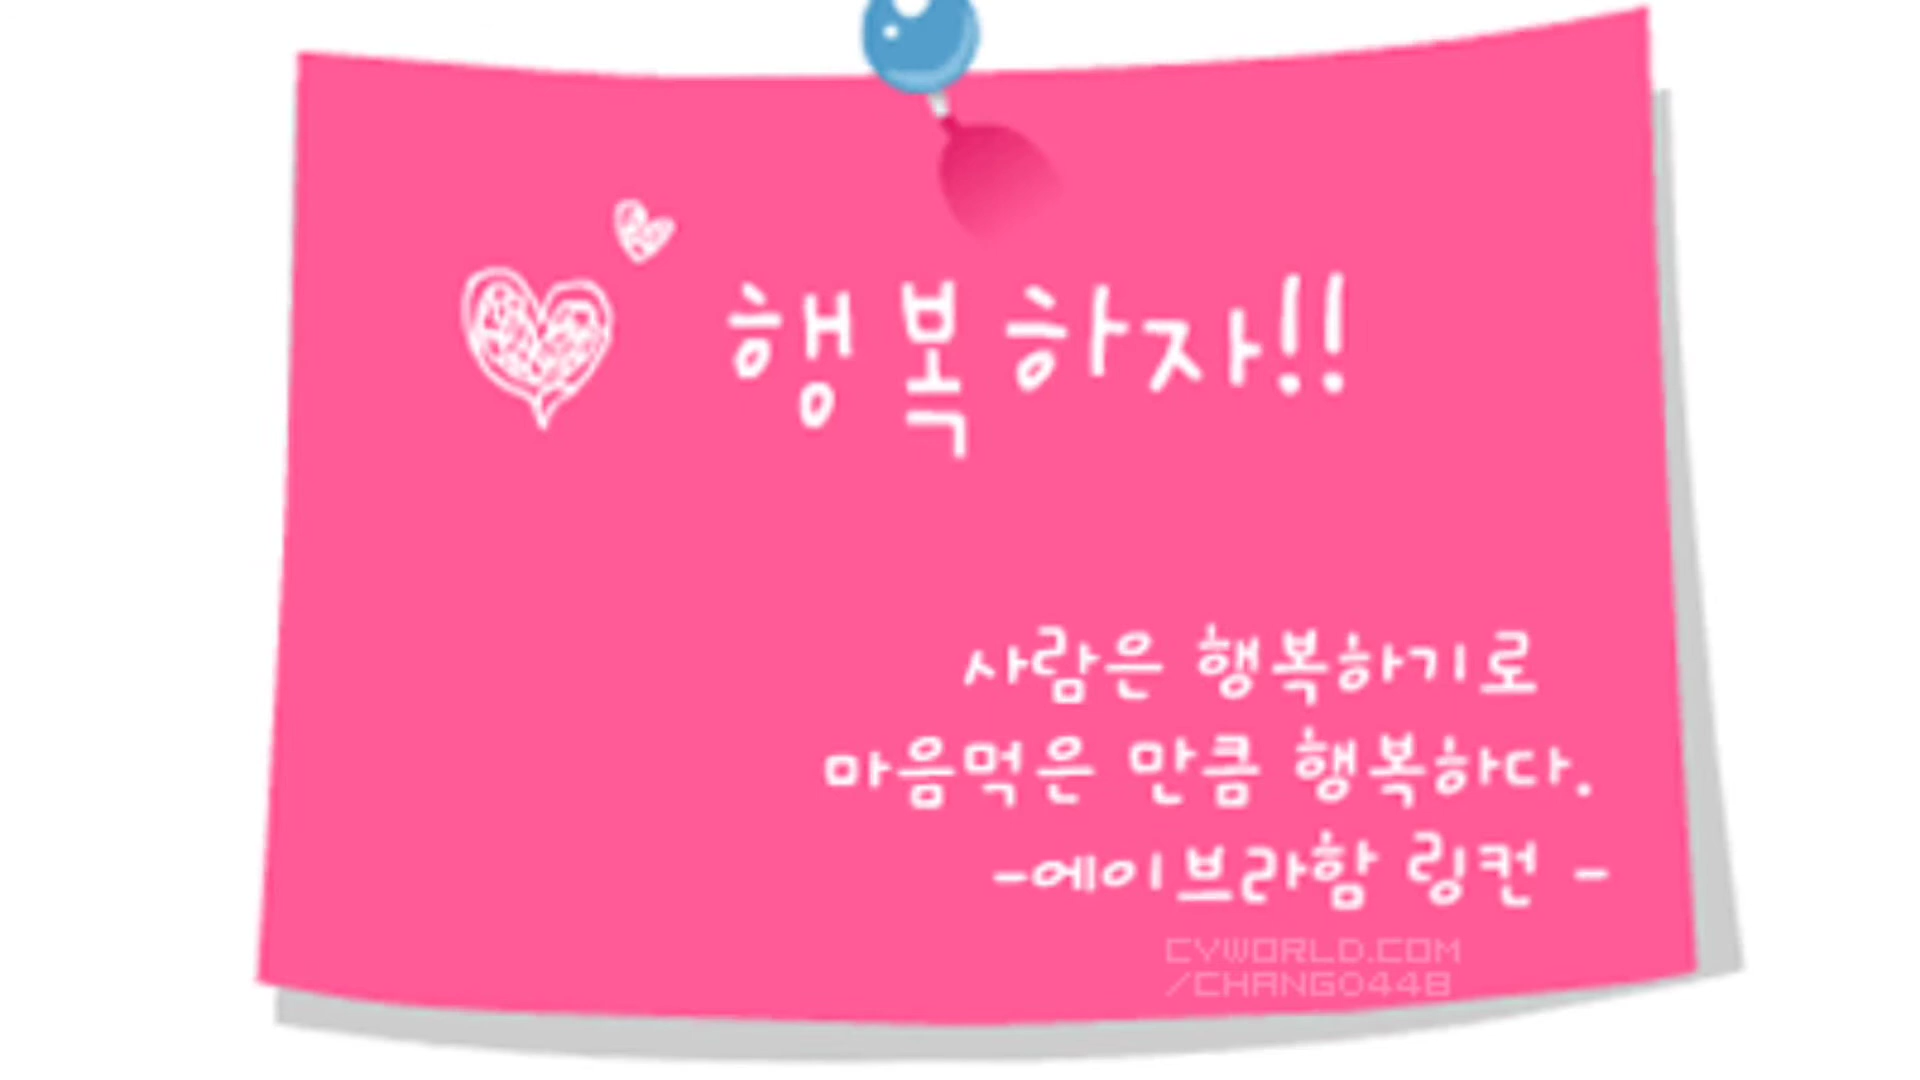 행복하자!!
사람은 행복하기로
마음먹은 만큼 행복하다.
-에이브라함 링컨 -
CYWORLD.COM
/CHANGO448